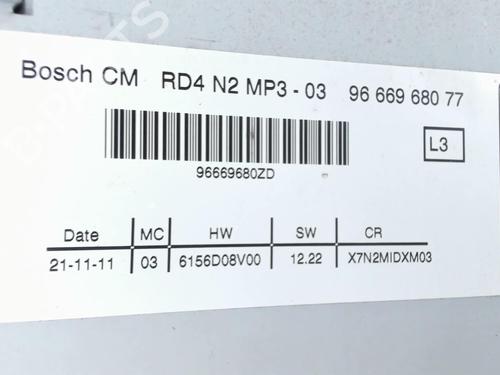 Bosch CM RD4 N2 MP3 - 03 96 669 680 77
L3
96669680ZD
Date MC HW SW CR
21-11-11 03 6156D08V00 12.22 X7N2MIDXM03